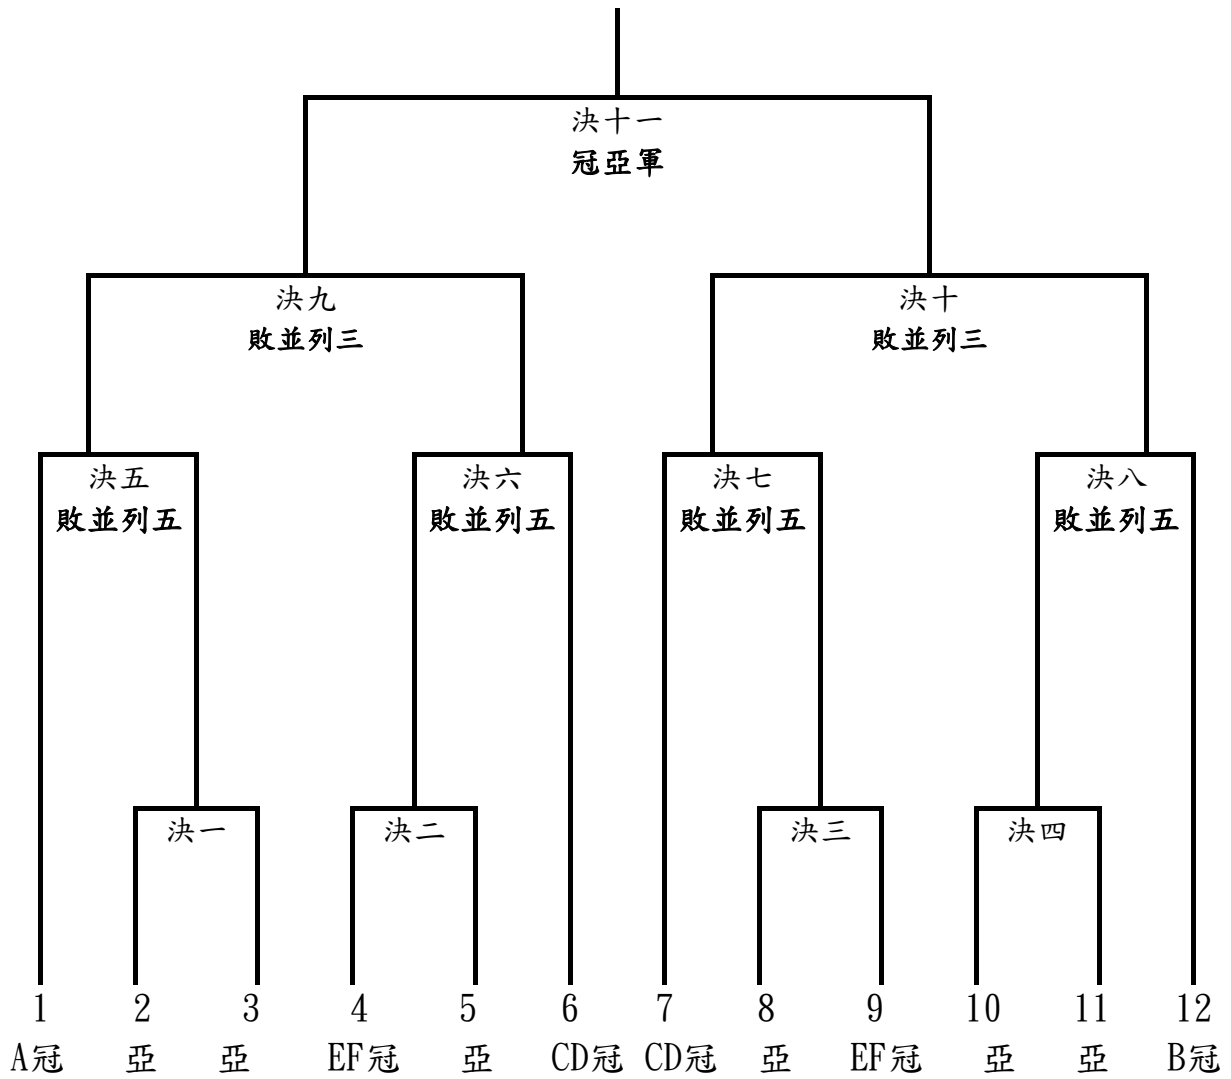 決十一
冠亞軍
決九 決十
敗並列三 敗並列三
決五 決六 決七 決八
敗並列五 敗並列五 敗並列五 敗並列五
決一 決二 決三 決四
1 2 3 4 5 6 7 8 9 10 11 12
A冠 亞 亞 EF冠 亞 CD冠 CD冠 亞 EF冠 亞 亞 B冠